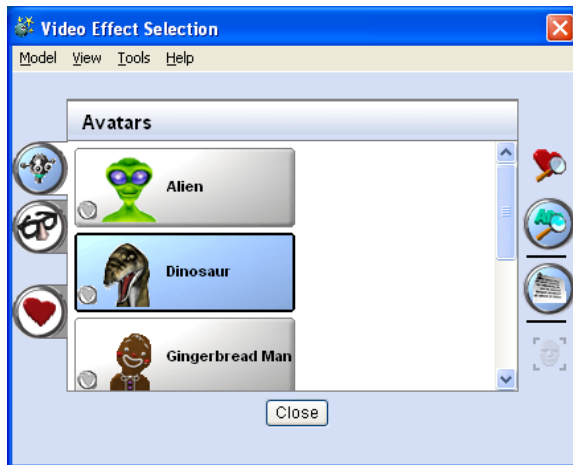 Video Effect Selection
Model View Tools Help
Avatars
Alien
Dinosaur
Gingerbread Man
Close